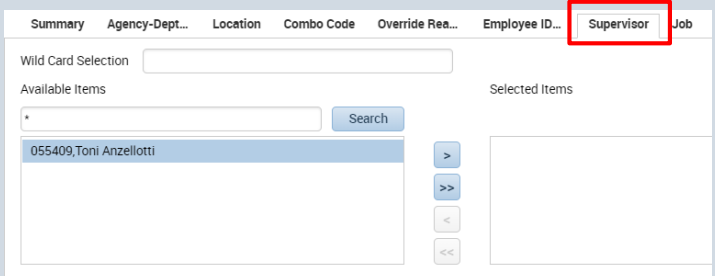 Summary Agency-Dept... Location Combo Code Override Rea... Employee ID... Supervisor Job
Wild Card Selection
Available Items Selected Items
* Search
055409,Toni Anzellotti
>
>>
<
<<